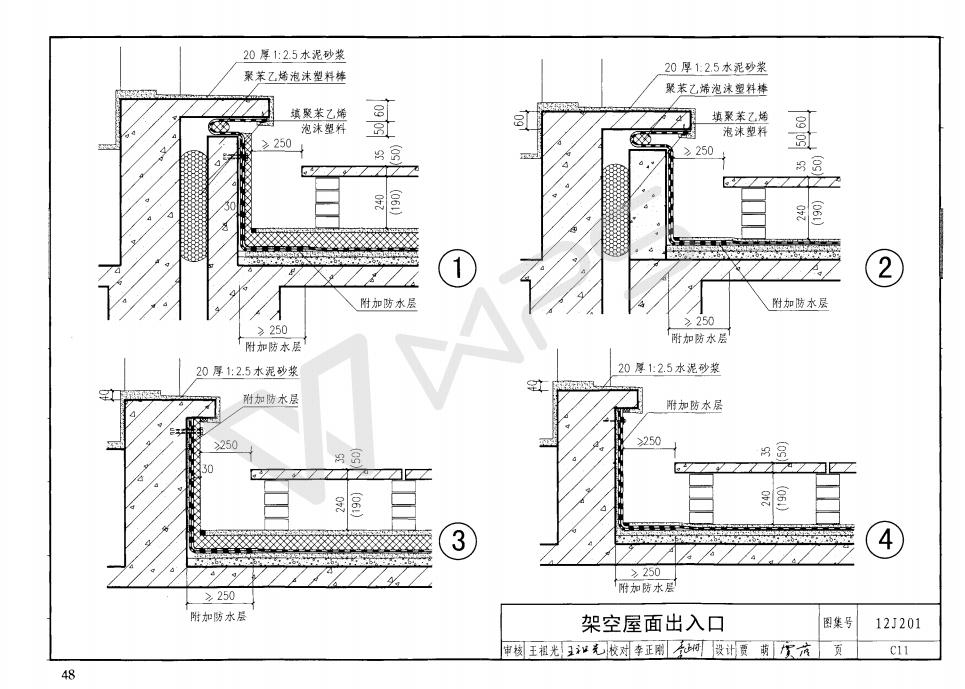 20 厚 1:2.5 水泥砂浆
聚苯乙烯泡沫塑料棒
填聚苯乙烯
泡沫塑料
60
50
≥ 250
35
(50)
240
(190)
30
附加防水层
≥ 250
附加防水层
1
20 厚 1:2.5 水泥砂浆
聚苯乙烯泡沫塑料棒
填聚苯乙烯
泡沫塑料
60
60
50
≥ 250
35
(50)
240
(190)
附加防水层
≥ 250
附加防水层
2
20 厚 1:2.5 水泥砂浆
附加防水层
40
≥250
30
35
(50)
240
(190)
≥ 250
附加防水层
3
20 厚 1:2.5 水泥砂浆
附加防水层
40
≥250
35
(50)
240
(190)
≥ 250
附加防水层
4
WPS
架空屋面出入口 图集号 12J201
审核 王祖光 王祖光 校对 李正刚 设计 贾 萌 页 C11
48